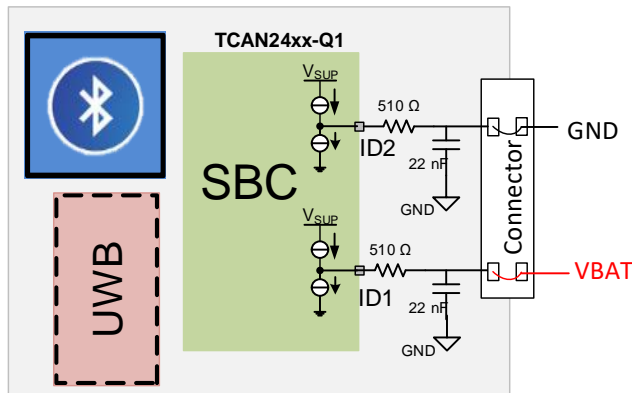 TCAN24xx-Q1
VSUP
510 Ω
ID2
22 nF
GND
GND
SBC
Connector
VSUP
510 Ω
VBAT
ID1
22 nF
GND
UWB